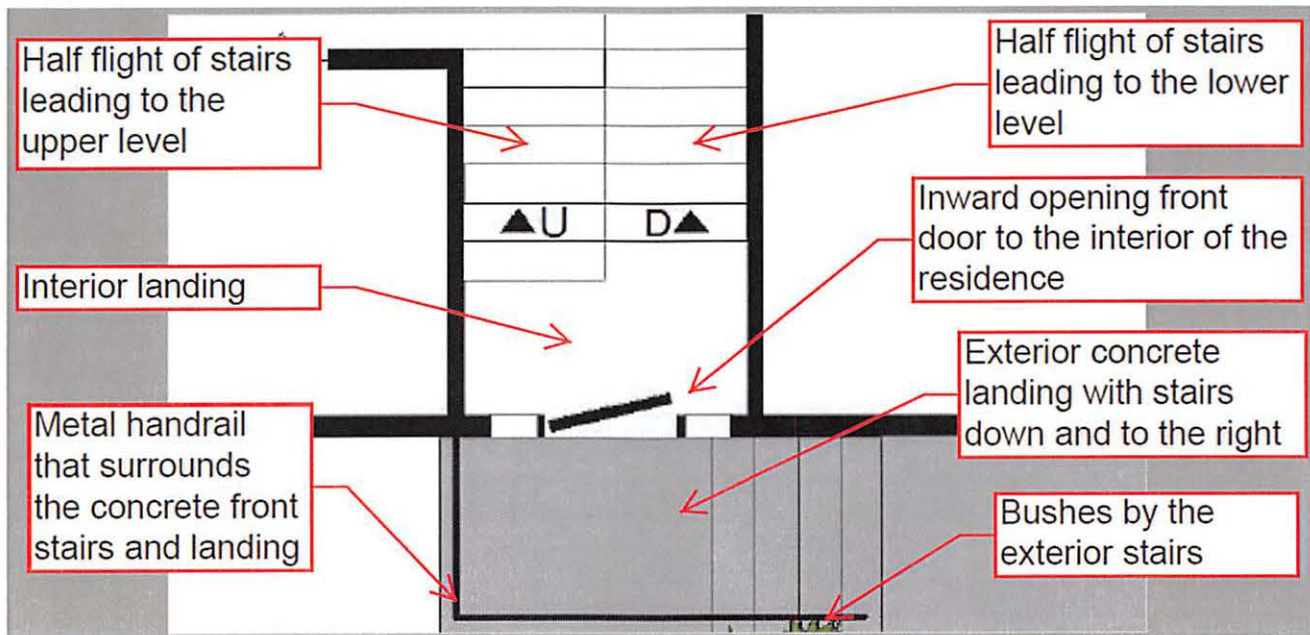 Half flight of stairs
leading to the
upper level
Half flight of stairs
leading to the lower
level
U
D
Inward opening front
door to the interior of the
residence
Interior landing
Exterior concrete
landing with stairs
down and to the right
Metal handrail
that surrounds
the concrete front
stairs and landing
Bushes by the
exterior stairs